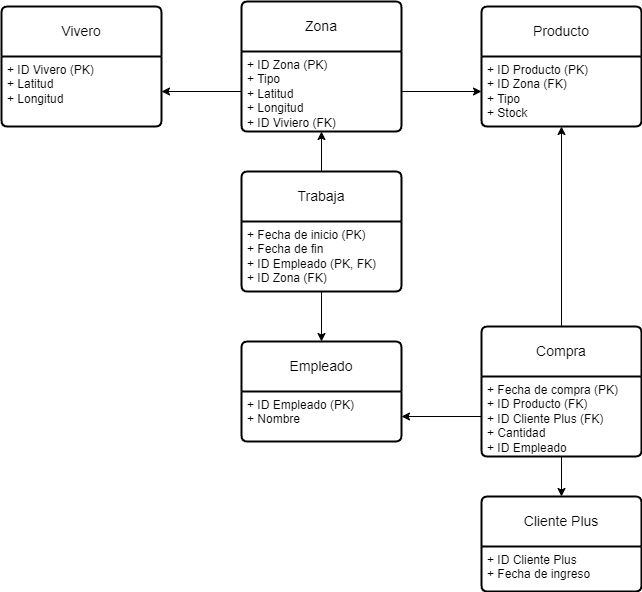 Vivero
+ ID Vivero (PK)
+ Latitud
+ Longitud
Zona
+ ID Zona (PK)
+ Tipo
+ Latitud
+ Longitud
+ ID Viviero (FK)
Producto
+ ID Producto (PK)
+ ID Zona (FK)
+ Tipo
+ Stock
Trabaja
+ Fecha de inicio (PK)
+ Fecha de fin
+ ID Empleado (PK, FK)
+ ID Zona (FK)
Empleado
+ ID Empleado (PK)
+ Nombre
Compra
+ Fecha de compra (PK)
+ ID Producto (FK)
+ ID Cliente Plus (FK)
+ Cantidad
+ ID Empleado
Cliente Plus
+ ID Cliente Plus
+ Fecha de ingreso